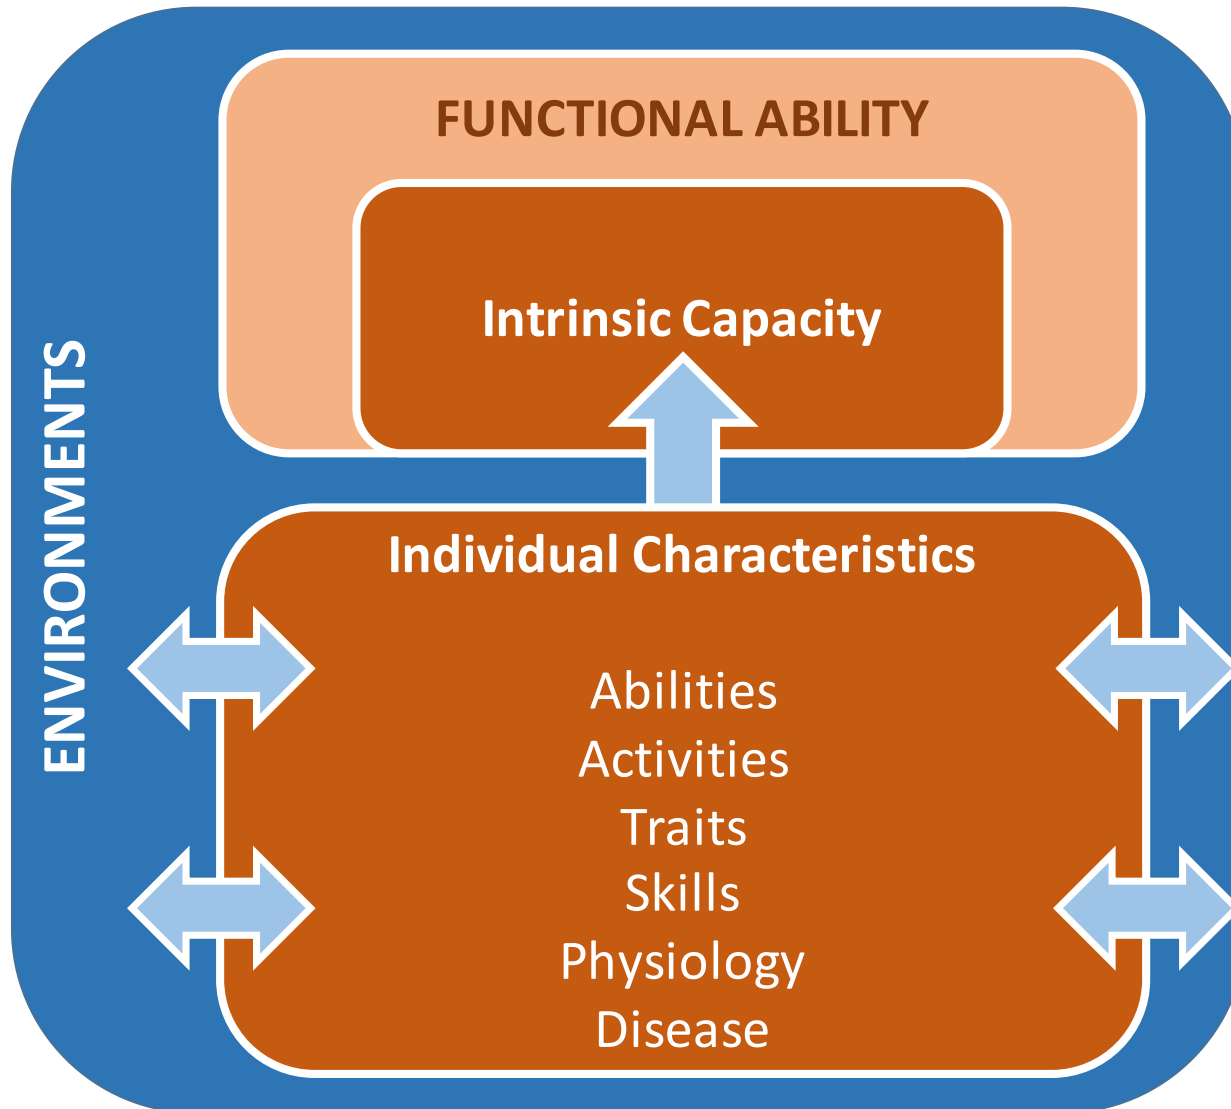 FUNCTIONAL ABILITY
Intrinsic Capacity
ENVIRONMENTS
Individual Characteristics
Abilities
Activities
Traits
Skills
Physiology
Disease